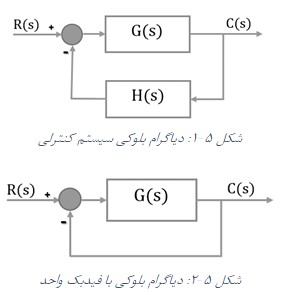 R(s) + G(s) C(s)
-
H(s)
شکل ۵-۱: دیاگرام بلوکی سیستم کنترلی
R(s) + G(s) C(s)
-
شکل ۵-۲: دیاگرام بلوکی با فیدبک واحد